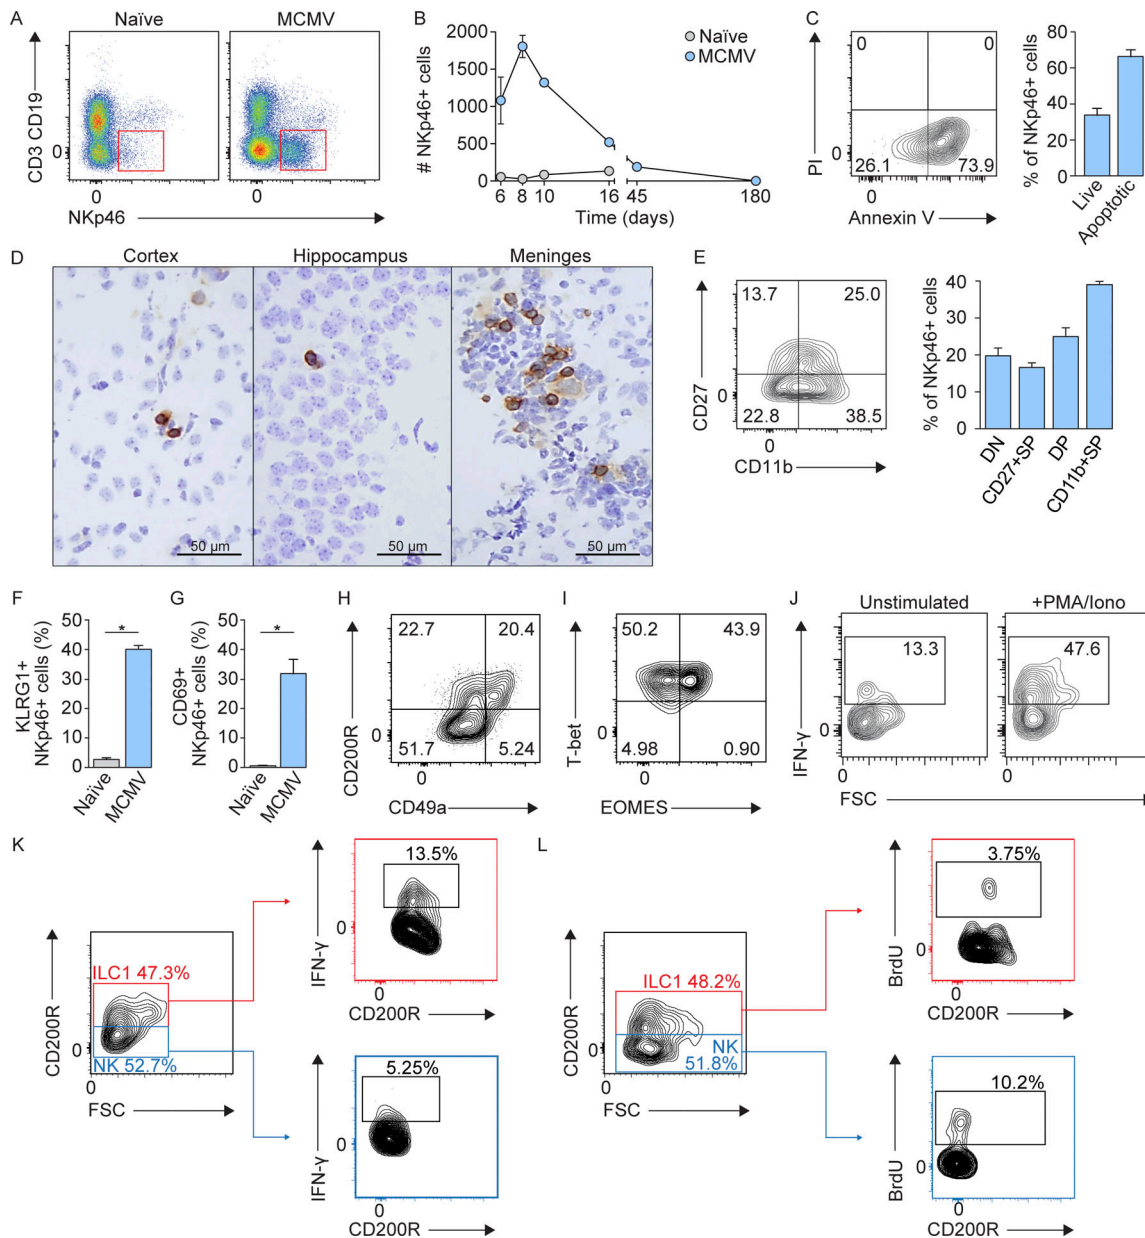 A
Naïve
MCMV
CD3 CD19
0
0
0
NKp46
B
# NKp46+ cells
2000
1500
1000
500
0
Naïve
MCMV
6
8
10
16
45
180
Time (days)
C
PI
0
0
0
26.1
73.9
0
Annexin V
% of NKp46+ cells
80
60
40
20
0
Live
Apoptotic
D
Cortex
Hippocampus
Meninges
50 µm
50 µm
50 µm
E
CD27
13.7
25.0
0
22.8
38.5
0
CD11b
% of NKp46+ cells
40
30
20
10
0
DN
CD27+SP
DP
CD11b+SP
F
KLRG1+
NKp46+ cells (%)
50
40
30
20
10
0
*
Naïve
MCMV
G
CD69+
NKp46+ cells (%)
50
40
30
20
10
0
*
Naïve
MCMV
H
CD200R
22.7
20.4
0
51.7
5.24
0
CD49a
I
T-bet
50.2
43.9
0
4.98
0.90
0
EOMES
J
Unstimulated
+PMA/Iono
IFN-γ
13.3
47.6
0
0
0
FSC
K
CD200R
ILC1 47.3%
0
NK 52.7%
0
FSC
IFN-γ
13.5%
0
0
CD200R
IFN-γ
5.25%
0
0
CD200R
L
CD200R
ILC1 48.2%
0
NK
51.8%
0
FSC
BrdU
3.75%
0
0
CD200R
BrdU
10.2%
0
0
CD200R